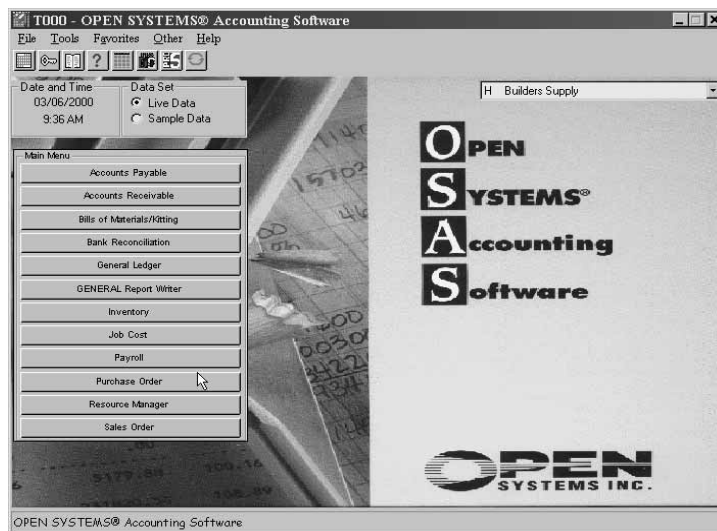 T000 - OPEN SYSTEMS® Accounting Software
File Tools Favorites Other Help
Date and Time
03/06/2000
9:36 AM
Data Set
Live Data
Sample Data
H Builders Supply
Main Menu
Accounts Payable
Accounts Receivable
Bills of Materials/Kitting
Bank Reconciliation
General Ledger
GENERAL Report Writer
Inventory
Job Cost
Payroll
Purchase Order
Resource Manager
Sales Order
OPEN
SYSTEMS®
Accounting
Software
OPEN
SYSTEMS INC.
OPEN SYSTEMS® Accounting Software